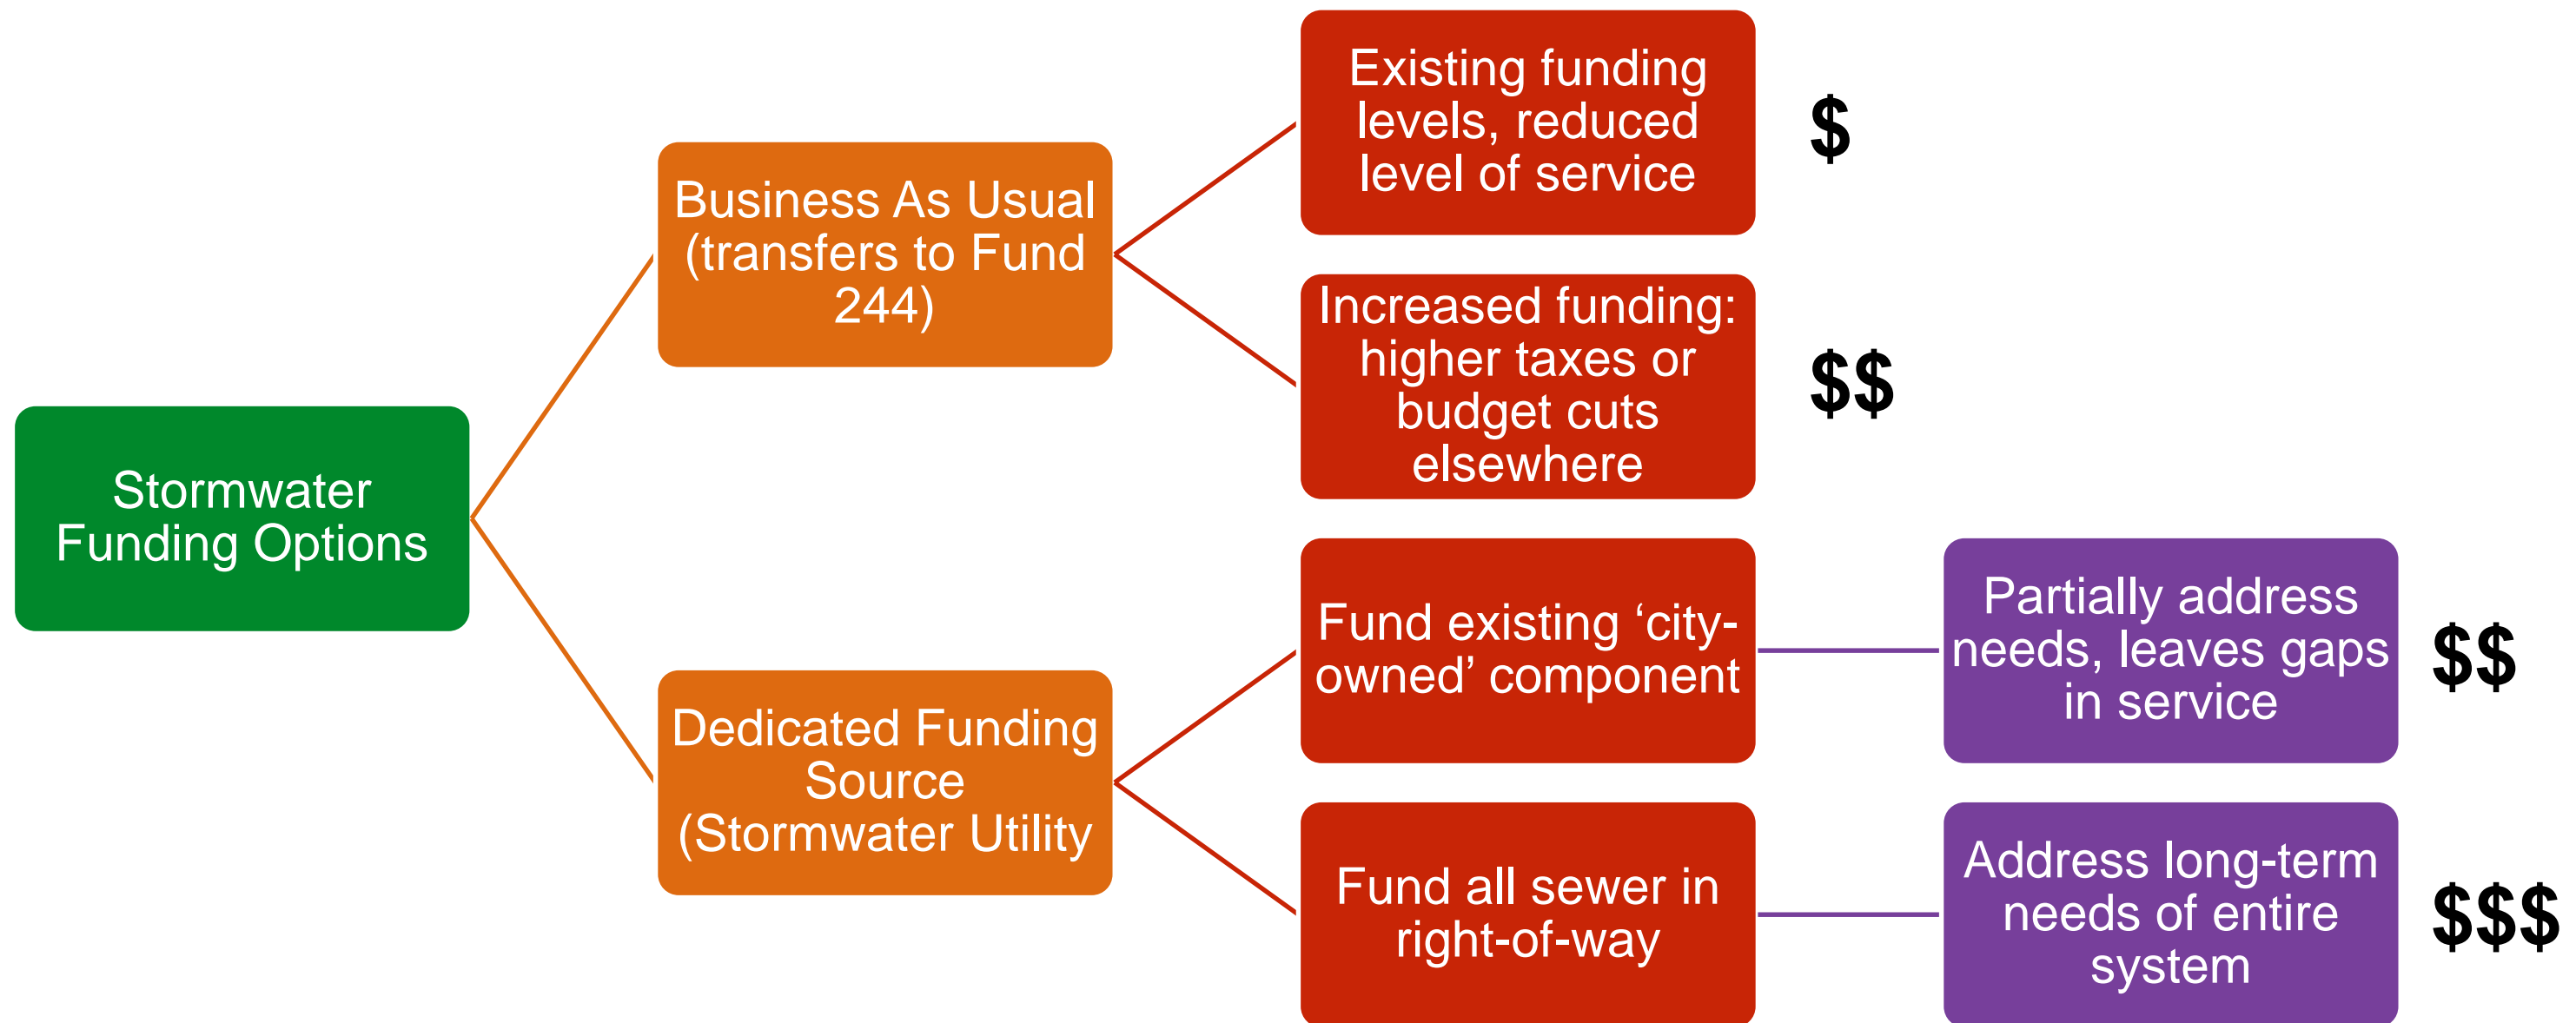 Stormwater
Funding Options
Business As Usual
(transfers to Fund
244)
Existing funding
levels, reduced
level of service
$
Increased funding:
higher taxes or
budget cuts
elsewhere
$$
Dedicated Funding
Source
(Stormwater Utility
Fund existing ‘city-
owned’ component
Partially address
needs, leaves gaps
in service
$$
Fund all sewer in
right-of-way
Address long-term
needs of entire
system
$$$